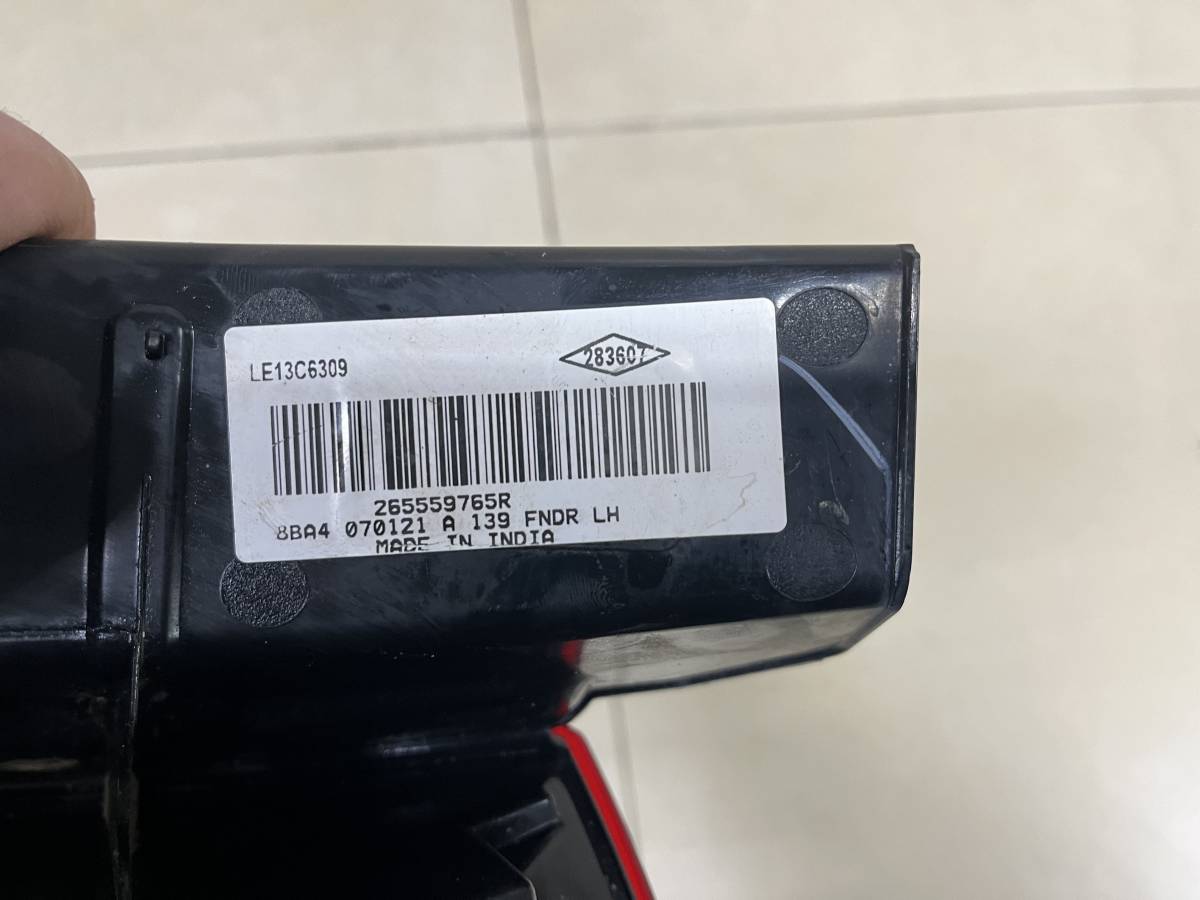 LE13C6309
283607
265559765R
8BA4 070121 A 139 FNDR LH
MADE IN INDIA